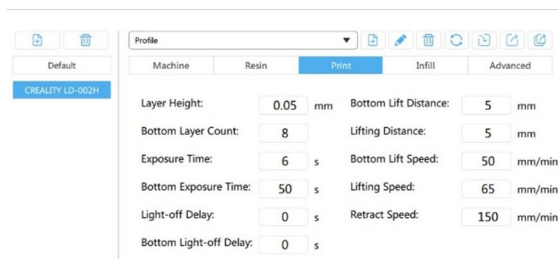 Profile
Default
Machine Resin Print Infill Advanced
CREALITY LD-002H
Layer Height: 0.05 mm Bottom Lift Distance: 5 mm
Bottom Layer Count: 8 Lifting Distance: 5 mm
Exposure Time: 6 s Bottom Lift Speed: 50 mm/min
Bottom Exposure Time: 50 s Lifting Speed: 65 mm/min
Light-off Delay: 0 s Retract Speed: 150 mm/min
Bottom Light-off Delay: 0 s